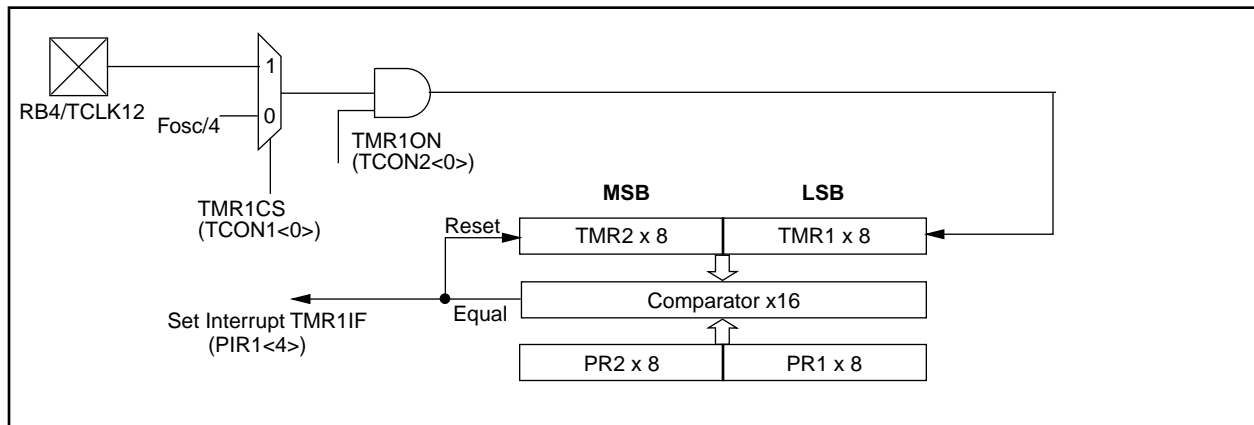 1
RB4/TCLK12
Fosc/4
0
TMR1ON
(TCON2<0>)
TMR1CS
(TCON1<0>)
MSB
LSB
Reset
TMR2 x 8
TMR1 x 8
Equal
Comparator x16
Set Interrupt TMR1IF
(PIR1<4>)
PR2 x 8
PR1 x 8